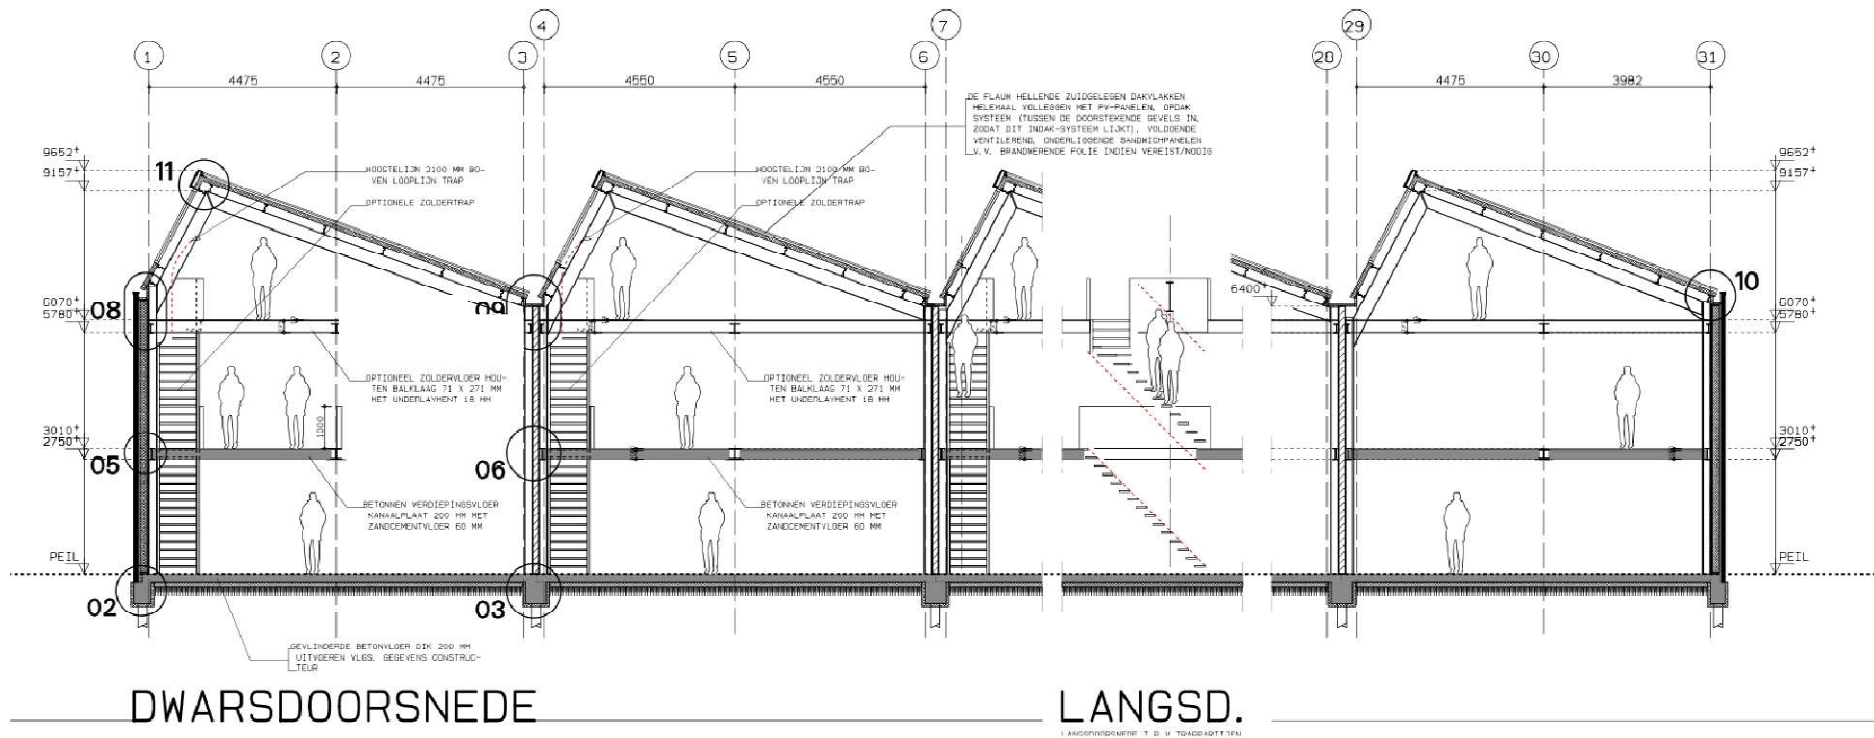 4 7 29
1 2 3 5 6 28 30 31
4475 4475 4550 4550 4475 3982
DE FLAUW HELLENDE ZUIDGELEGEN DAKVLAKKEN
HELEMAAL VOLLEGGEN MET PV-PANELEN, OPDAK
SYSTEEM (TUSSEN DE DOORSTEKENDE GEVELS IN,
ZODAT DIT INDAK-SYSTEEM LIJKT), VOLDOENDE
VENTILEREND, ONDERLIGGENDE SANDWICHPANELEN
V.V. BRANDWERENDE FOLIE INDIEN VEREIST/NODIG
9652+
9157+
11
HOOGTELIJN 2100 MM BO-
VEN LOOPLIJN TRAP
OPTIONELE ZOLDERTRAP
HOOGTELIJN 2100 MM BO-
VEN LOOPLIJN TRAP
OPTIONELE ZOLDERTRAP
9652+
9157+
6070+
5780+
08
09
6400+
10
6070+
5780+
OPTIONEEL ZOLDERVLOER HOU-
TEN BALKLAAG 71 X 271 MM
MET UNDERLAYMENT 18 MM
OPTIONEEL ZOLDERVLOER HOU-
TEN BALKLAAG 71 X 271 MM
MET UNDERLAYMENT 18 MM
1000
3010+
2750+
05
06
3010+
2750+
BETONNEN VERDIEPINGSVLOER
KANAALPLAAT 200 MM MET
ZANDCEMENTVLOER 60 MM
BETONNEN VERDIEPINGSVLOER
KANAALPLAAT 200 MM MET
ZANDCEMENTVLOER 60 MM
PEIL
PEIL
02
03
GEVLINDERDE BETONVLOER DIK 200 MM
UITVOEREN VLGS. GEGEVENS CONSTRUC-
TEUR
DWARSDOORSNEDE
LANGSD.
LANGSDOORSNEDE T.P.V. TRAPPARTIJEN